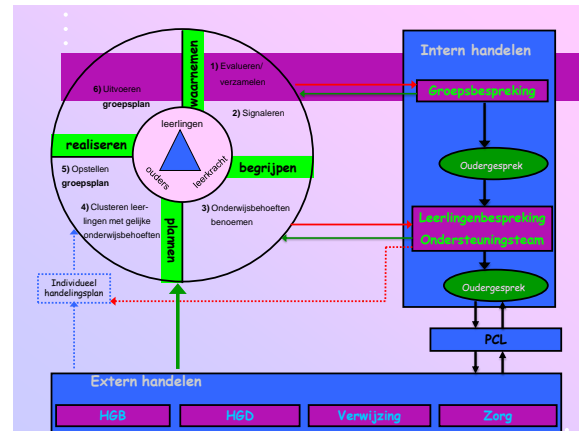 1) Evalueren/
verzamelen
waarnemen
6) Uitvoeren
groepsplan
2) Signaleren
leerlingen
ouders
leerkracht
realiseren
begrijpen
5) Opstellen
groepsplan
4) Clusteren leer-
lingen met gelijke
onderwijsbehoeften
3) Onderwijsbehoeften
benoemen
plannen
Individueel
handelingsplan
Intern handelen
Groepsbespreking
Oudergesprek
Leerlingenbespreking
Ondersteuningsteam
Oudergesprek
PCL
Extern handelen
HGB
HGD
Verwijzing
Zorg